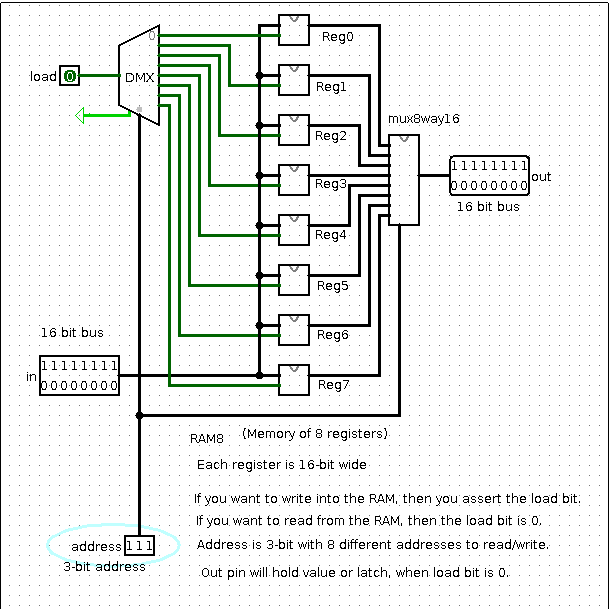 0
Reg0
load 0
DMX
Reg1
mux8way16
Reg2
11111111
00000000
out
Reg3
16 bit bus
Reg4
Reg5
16 bit bus
Reg6
in
11111111
00000000
Reg7
RAM8 (Memory of 8 registers)
Each register is 16-bit wide
If you want to write into the RAM, then you assert the load bit.
If you want to read from the RAM, then the load bit is 0.
address 111
Address is 3-bit with 8 different addresses to read/write.
3-bit address
Out pin will hold value or latch, when load bit is 0.